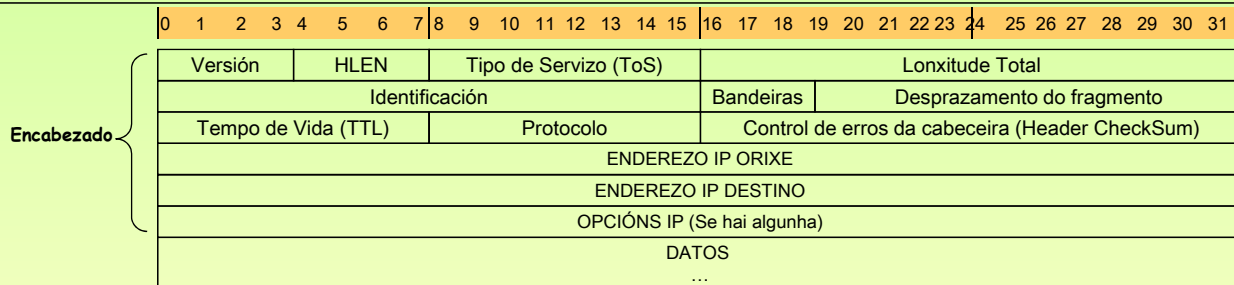 0 1 2 3 4 5 6 7 8 9 10 11 12 13 14 15 16 17 18 19 20 21 22 23 24 25 26 27 28 29 30 31
Versión HLEN Tipo de Servizo (ToS) Lonxitude Total
Identificación Bandeiras Desprazamento do fragmento
Encabezado Tempo de Vida (TTL) Protocolo Control de erros da cabeceira (Header CheckSum)
ENDEREZO IP ORIXE
ENDEREZO IP DESTINO
OPCIÓNS IP (Se hai algunha)
DATOS
...